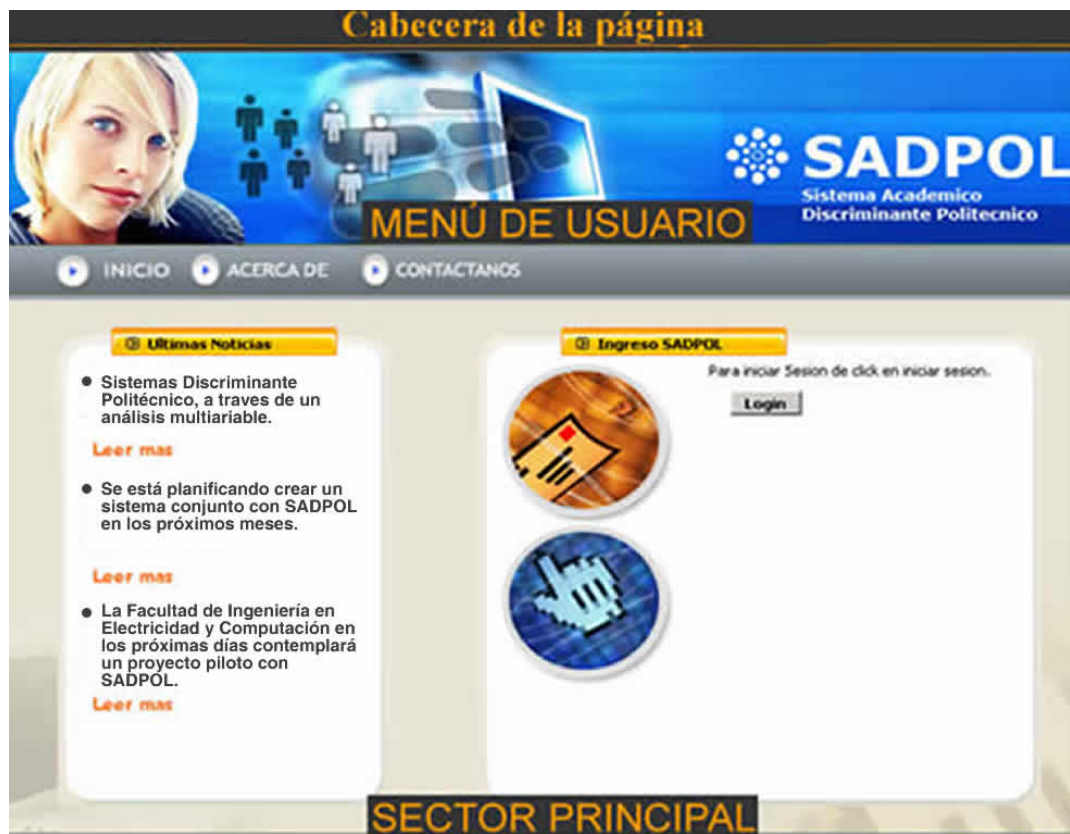 Cabecera de la página
SADPOL
Sistema Academico
Discriminante Politecnico
MENÚ DE USUARIO
INICIO ACERCA DE CONTACTANOS
Ultimas Noticias
Sistemas Discriminante
Politécnico, a traves de un
análisis multiariable.
Leer mas
Se está planificando crear un
sistema conjunto con SADPOL
en los próximos meses.
Leer mas
La Facultad de Ingeniería en
Electricidad y Computación en
los próximas días contemplará
un proyecto piloto con
SADPOL.
Leer mas
Ingreso SADPOL
Para iniciar Sesion de click en iniciar sesion.
Login
SECTOR PRINCIPAL